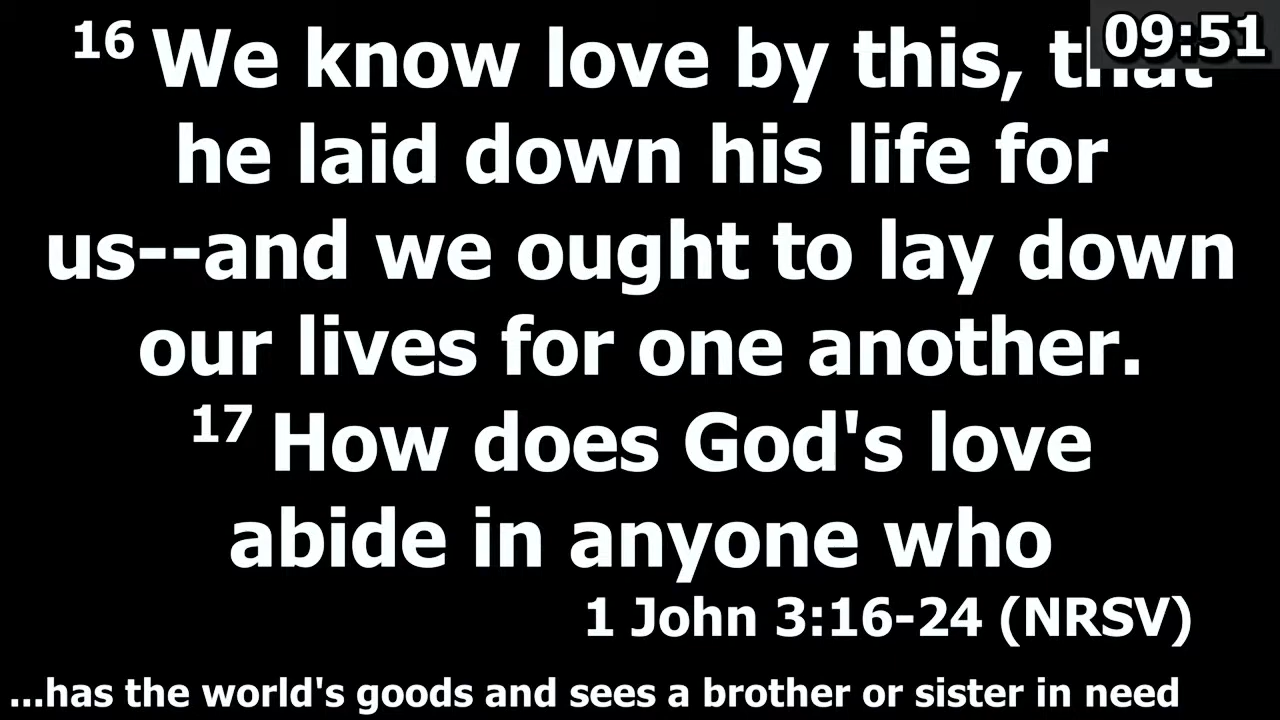 16 We know love by this, that
09:51
he laid down his life for
us--and we ought to lay down
our lives for one another.
17 How does God's love
abide in anyone who
1 John 3:16-24 (NRSV)
...has the world's goods and sees a brother or sister in need